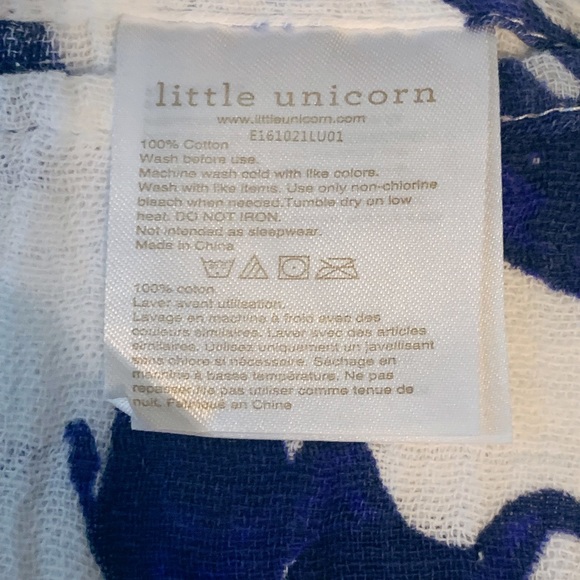 little unicorn
www.littleunicorn.com
E161021LU01
100% Cotton
Wash before use.
Machine wash cold with like colors.
Wash with like items. Use only non-chlorine
bleach when needed.Tumble dry on low
heat. DO NOT IRON.
Not intended as sleepwear.
Made in China
100% coton
Laver avant utilisation.
Lavage en machine à froid avec des
couleurs similaires. Laver avec des articles
similaires. Utilisez uniquement un javellisant
sans chlore si nécessaire. Séchage en
machine à basse température. Ne pas
repasser Ne pas utiliser comme tenue de
nuit. Fabriqué en Chine